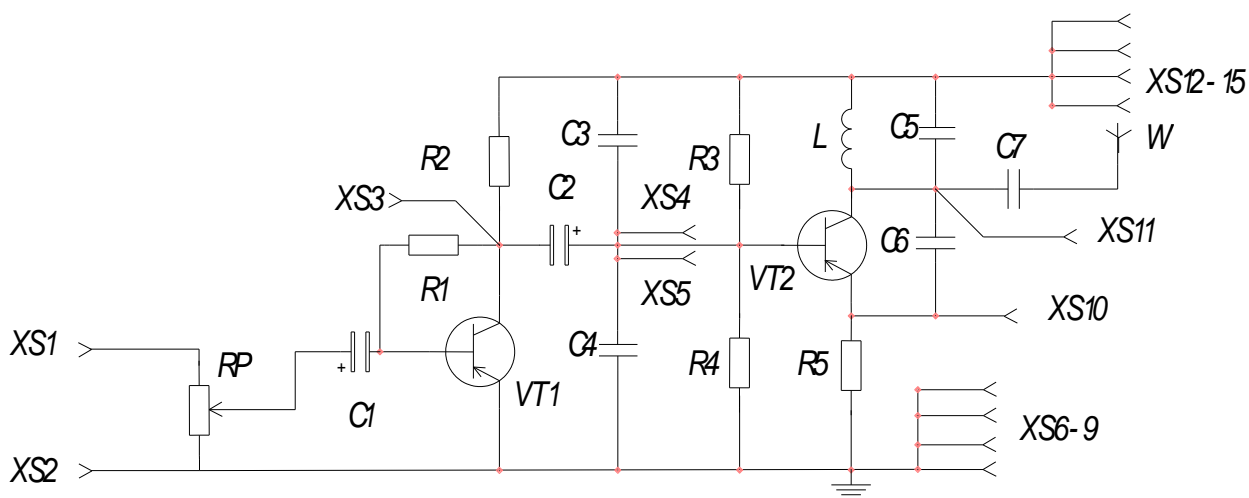 XS12-15
C3
C5
L
W
R2
R3
C7
C2
XS3
XS4
C6
XS11
R1
XS5
VT2
XS10
XS1
RP
C4
R4
R5
VT1
+
+
C1
XS6-9
XS2